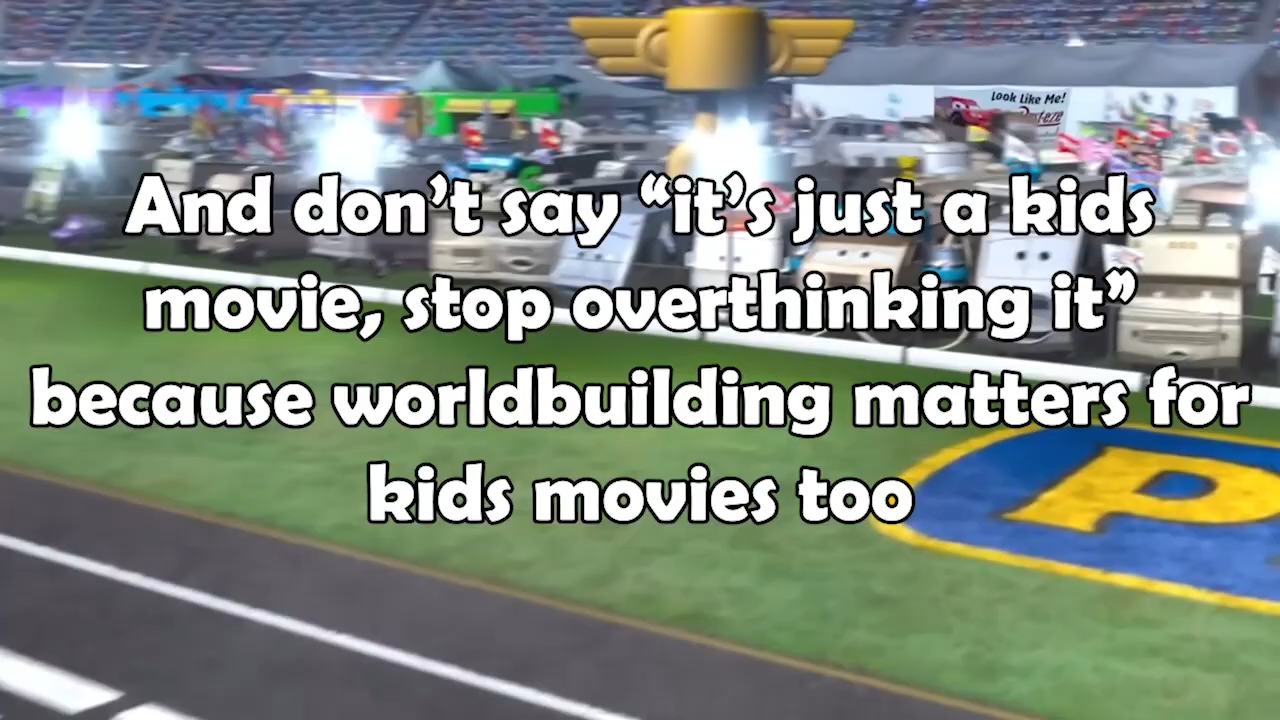 Look Like Me!
And don’t say “it’s just a kids
movie, stop overthinking it”
because worldbuilding matters for
kids movies too
P